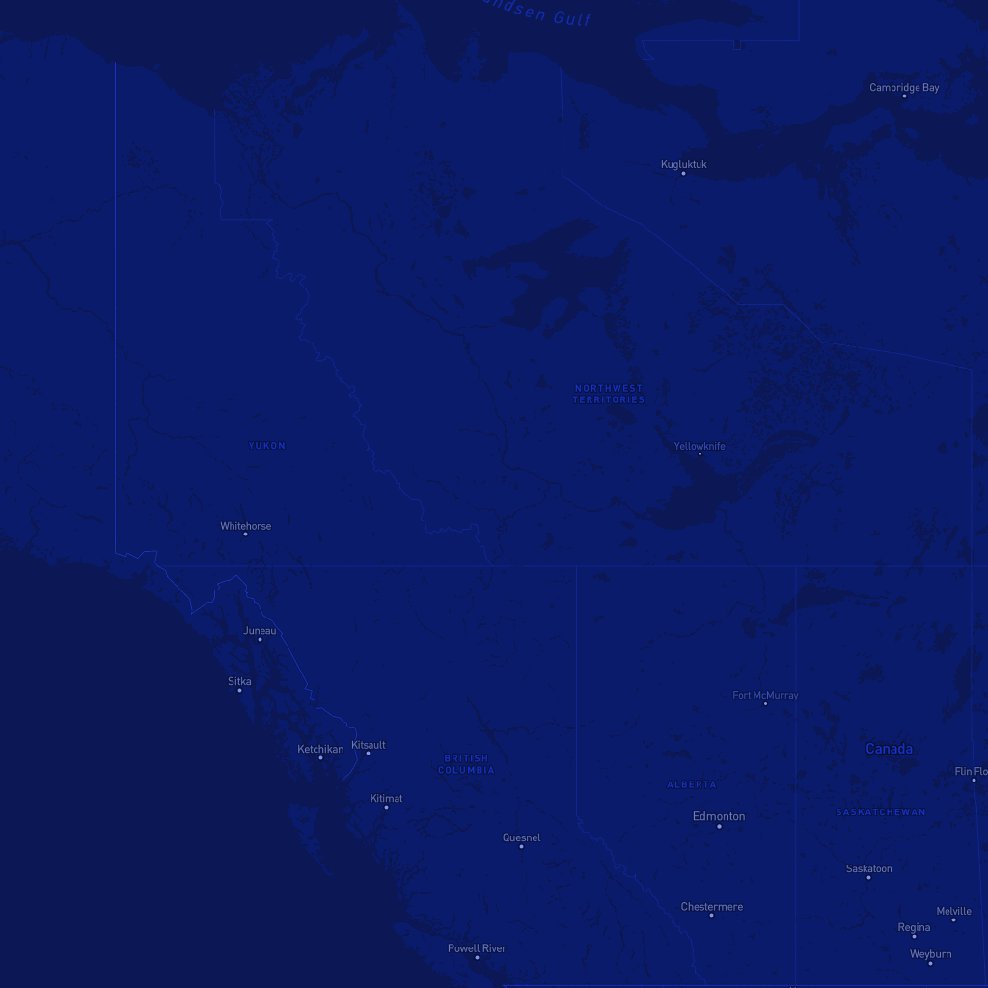 ndsen Gulf
Cambridge Bay
Kugluktuk
NORTHWEST
TERRITORIES
YUKON
Yellowknife
Whitehorse
Juneau
Sitka
Fort McMurray
Ketchikan
Kitsault
Canada
BRITISH
COLUMBIA
Flin Flo
ALBERTA
Kitimat
SASKATCHEWAN
Edmonton
Quesnel
Saskatoon
Chestermere
Melville
Regina
Powell River
Weyburn